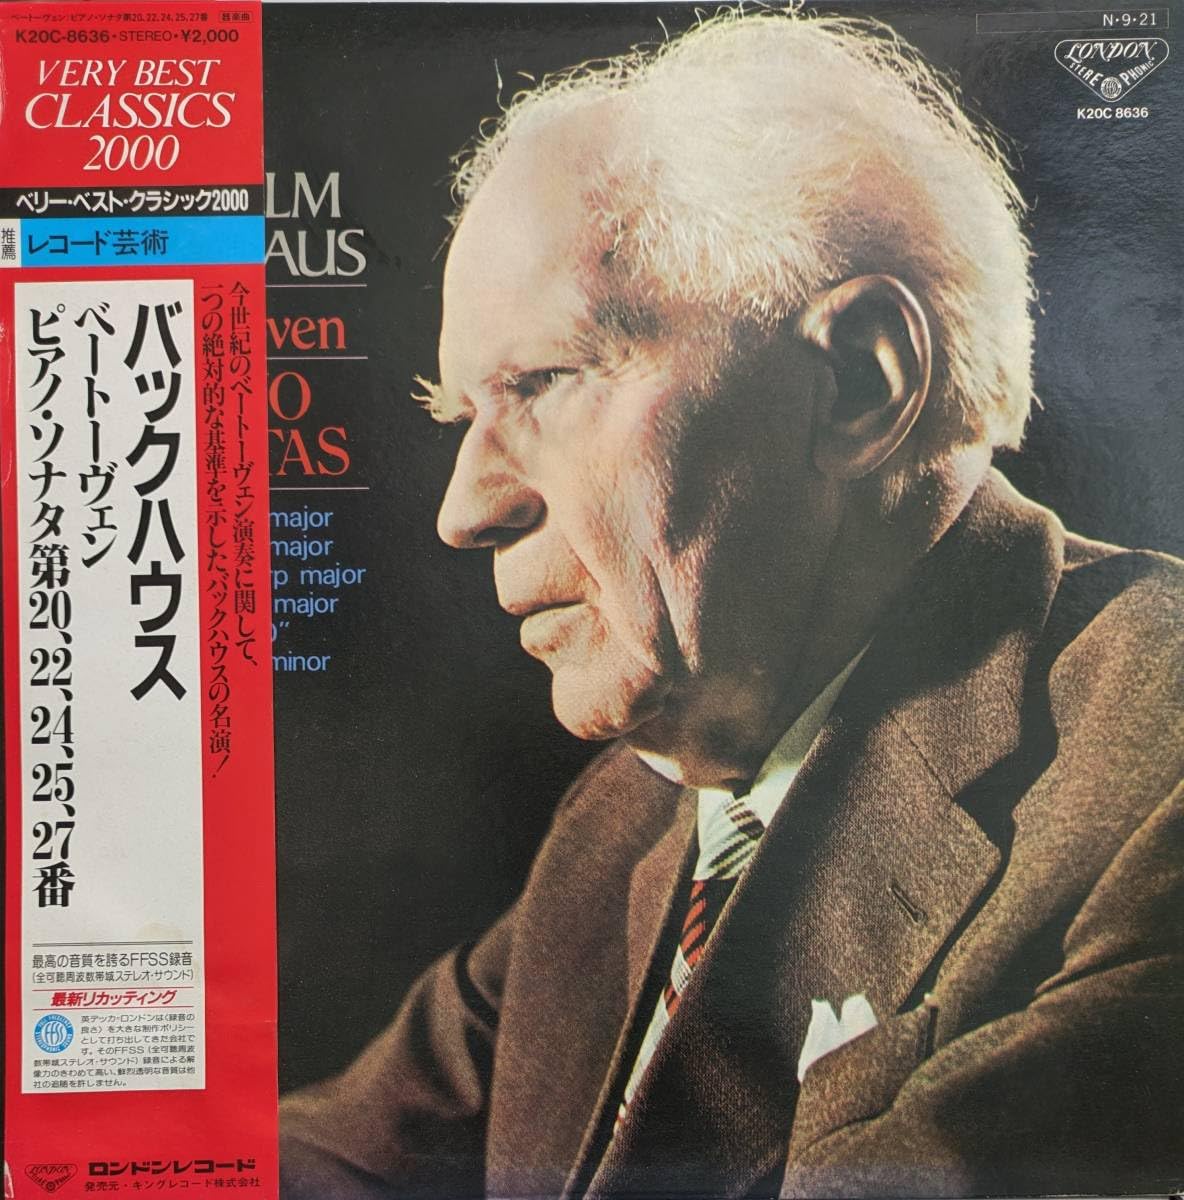 ベートーヴェン:ピアノ・ソナタ第20、22、24、25、27番 器楽曲
K20C-8636・STEREO・¥2,000
VERY BEST
CLASSICS
2000
ベリー・ベスト・クラシック2000
推薦 レコード芸術
今世紀のベートーヴェン演奏に関して、
一つの絶対的な基準を示したバックハウスの名演!
バックハウス
ベートーヴェン
ピアノ・ソナタ第20、22、24、25、27番
最高の音質を誇るFFSS録音
(全可聴周波数帯域ステレオ・サウンド)
最新リカッティング
英デッカ=ロンドンは〈録音の
良さ〉を大きな制作ポリシー
として打ち出してきた会社で
す。そのFFSS(全可聴周波
数帯域ステレオ・サウンド)録音による解
像力のきわめて高い、鮮烈透明な音質は他
社の追随を許しません。
FFSS
LONDON
ロンドンレコード
発売元・キングレコード株式会社
LM
AUS
ven
O
TAS
major
major
rp major
major
O"
minor
N・9・21
LONDON
STEREOPHONIC
K20C 8636